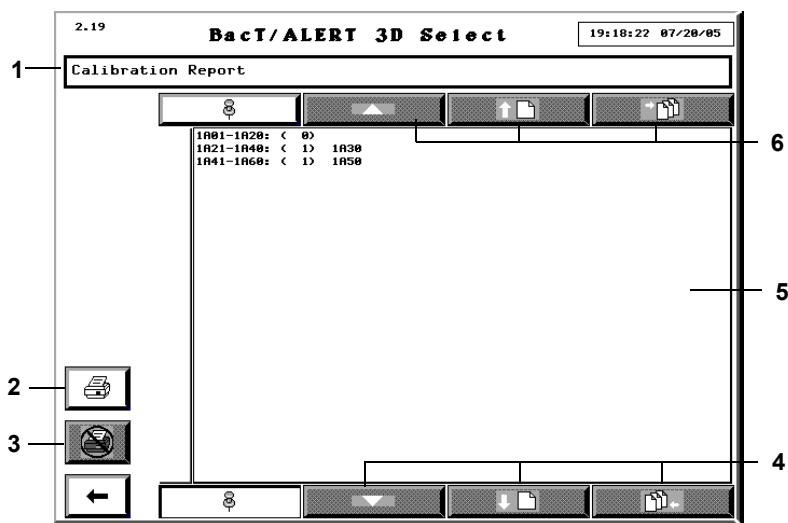 2.19
BacT/ALERT 3D Select
19:18:22 07/20/05
1
Calibration Report
6
1A01-1A20: ( 0)
1A21-1A40: ( 1) 1A30
1A41-1A60: ( 1) 1A50
5
2
3
4